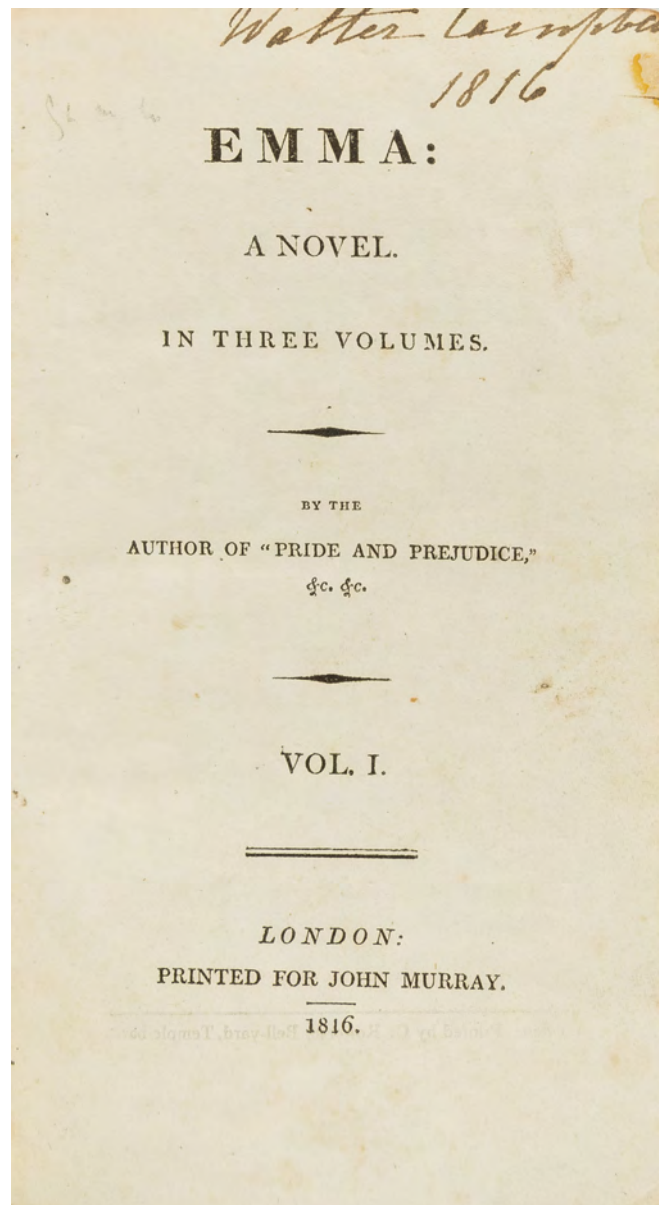 Walter
1816
EMMA:
A NOVEL.
IN THREE VOLUMES.
BY THE
AUTHOR OF “PRIDE AND PREJUDICE,”
&c. &c.
VOL. I.
LONDON:
PRINTED FOR JOHN MURRAY.
1816.